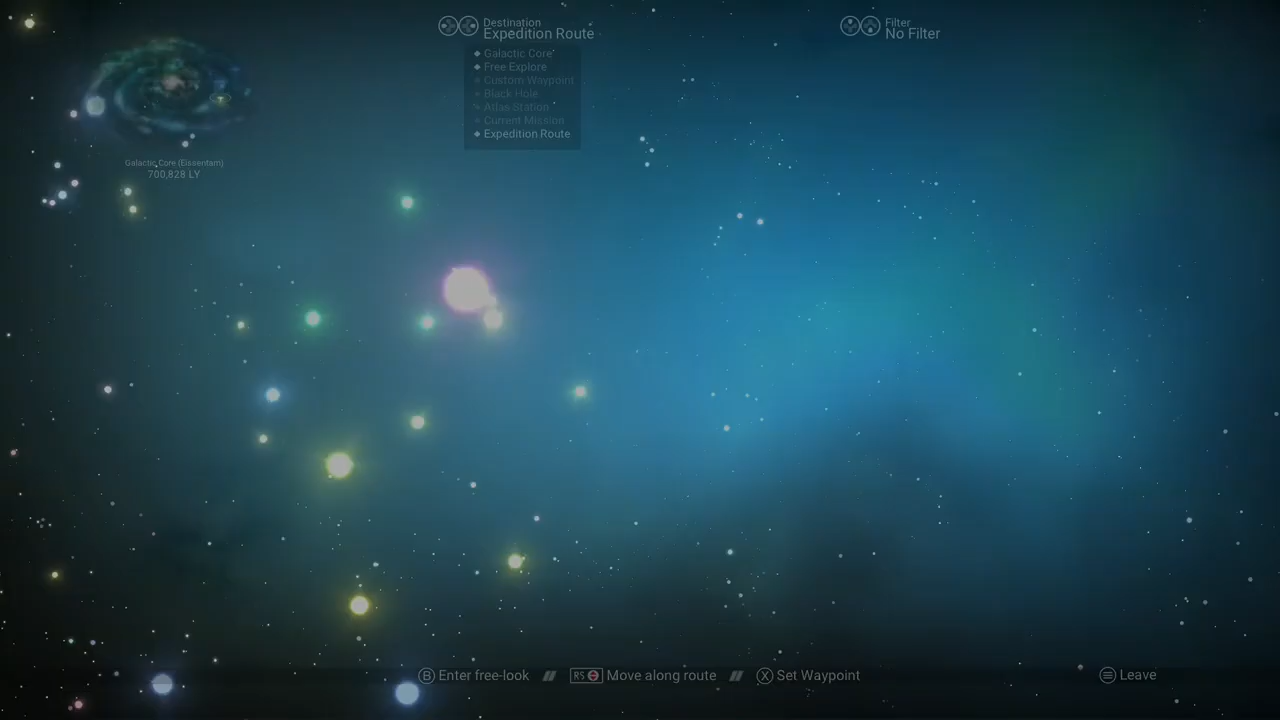 Destination
Expedition Route
Filter
No Filter
Galactic Core
Free Explore
Custom Waypoint
Black Hole
Atlas Station
Current Mission
Expedition Route
Galactic Core (Eissentam)
700,828 LY
B Enter free-look // RS Move along route // X Set Waypoint
Leave